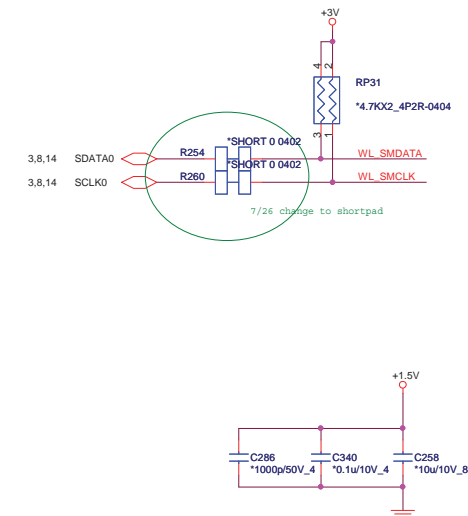 +3V
4 2
RP31
*4.7KX2_4P2R-0404
3 1
*SHORT 0 0402
3,8,14 SDATA0 R254 WL_SMDATA
*SHORT 0 0402
3,8,14 SCLK0 R260 WL_SMCLK
7/26 change to shortpad
+1.5V
C286 C340 C258
*1000p/50V_4 *0.1u/10V_4 *10u/10V_8